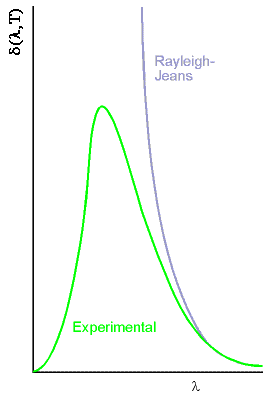 δ(λ,T)
Rayleigh-
Jeans
Experimental
λ